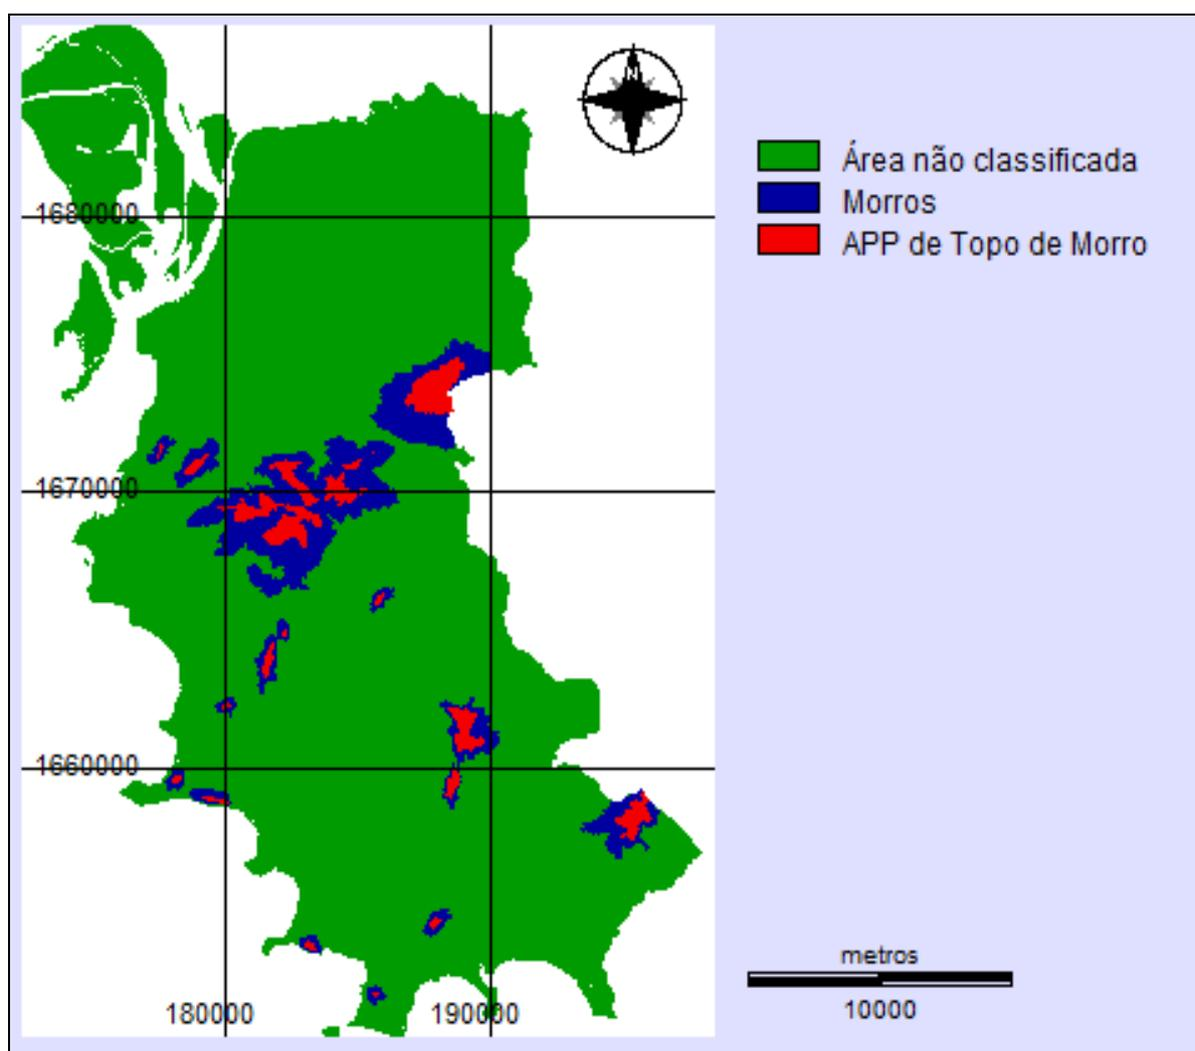 Área não classificada
1680000
Morros
APP de Topo de Morro
1670000
1660000
metros
180000
190000
10000